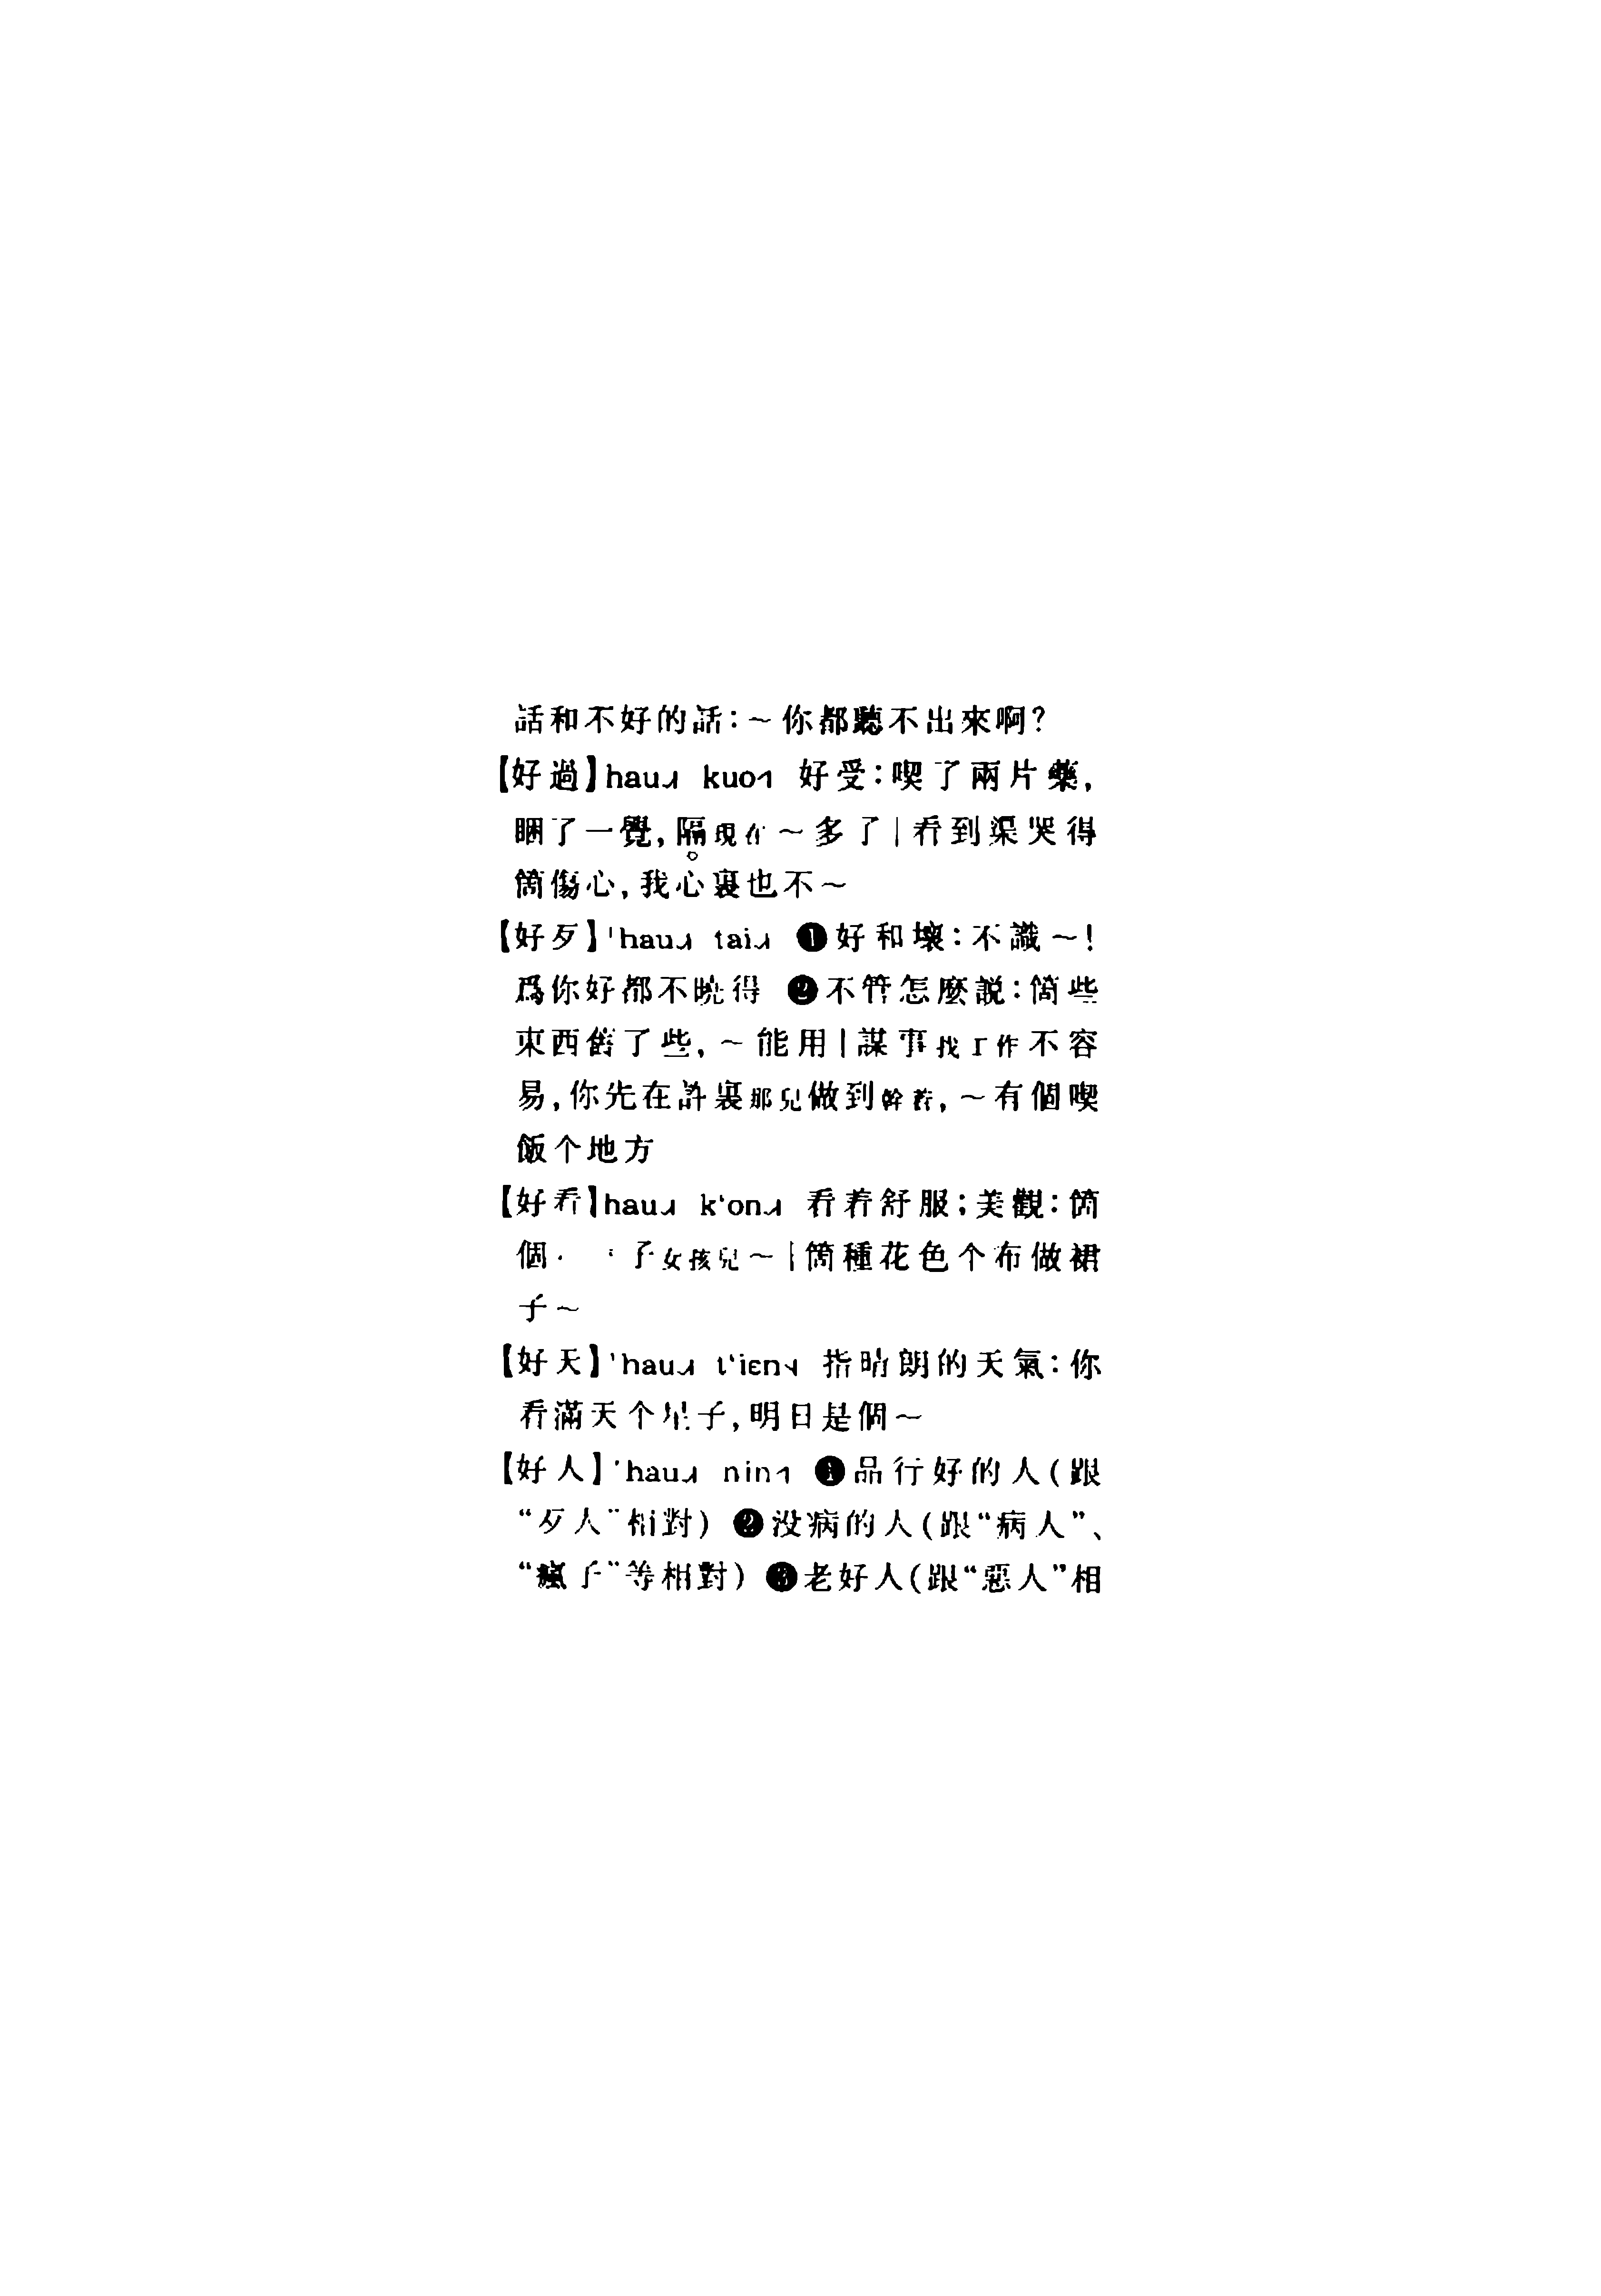 話和不好的話：～你都聽不出來啊？
【好過】hau˩˧ kuo˦ 好受：喫了兩片藥，
睏了一覺，隔現在～多了｜看到渠哭得
箇傷心，我心裏也不～
【好歹】ˈhau tai ❶好和壞：不識～！
爲你好都不曉得 ❷不管怎麽説：箇些
東西舊了些，～能用｜謀事找工作不容
易，你先在許裏那兒做到幹着，～有個喫
飯个地方
【好看】hau kʻon 看着舒服；美觀：箇
個 子女孩兒～｜箇種花色个布做裙
子～
【好天】ˈhau tʻiɛn 指晴朗的天氣：你
看滿天个星子，明日是個～
【好人】ˈhau nin ❶品行好的人（跟
“歹人”相對） ❷没病的人（跟“病人”、
“瘋子”等相對） ❸老好人（跟“惡人”相